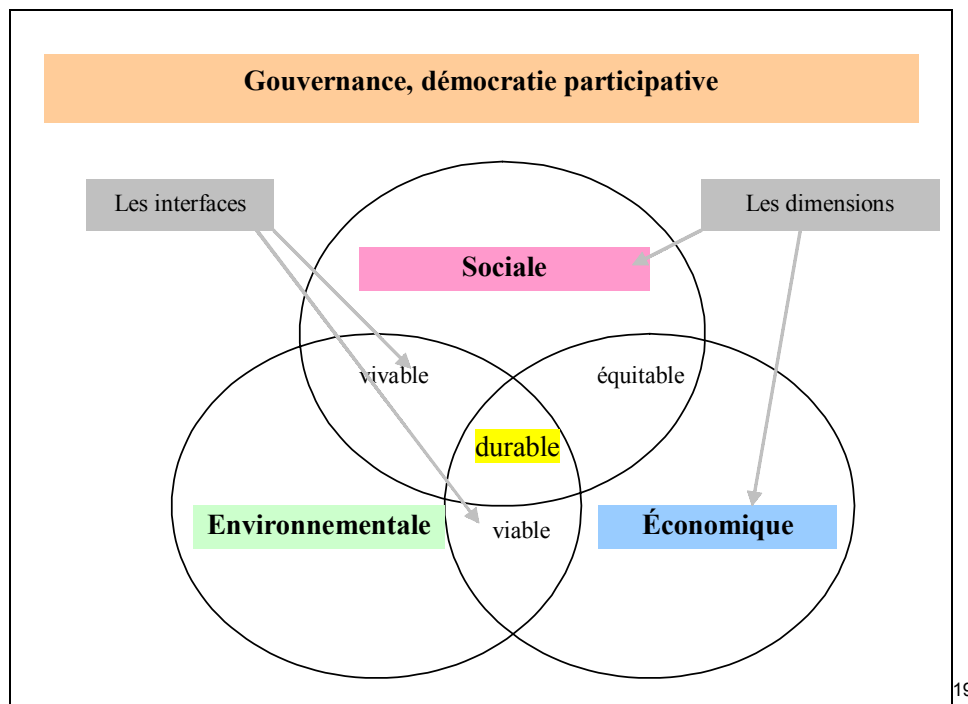 Gouvernance, démocratie participative
Les interfaces
Les dimensions
Sociale
vivable
équitable
durable
Environnementale
viable
Économique
19